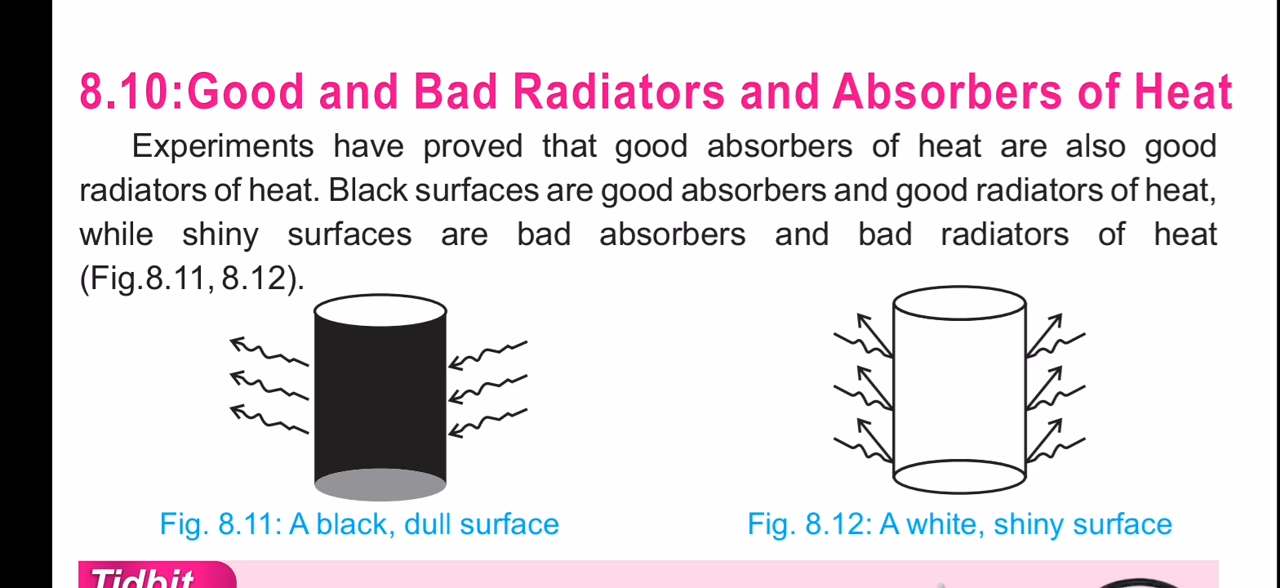 8.10:Good and Bad Radiators and Absorbers of Heat
Experiments have proved that good absorbers of heat are also good
radiators of heat. Black surfaces are good absorbers and good radiators of heat,
while shiny surfaces are bad absorbers and bad radiators of heat
(Fig.8.11, 8.12).
Fig. 8.11: A black, dull surface
Fig. 8.12: A white, shiny surface
Tidbit